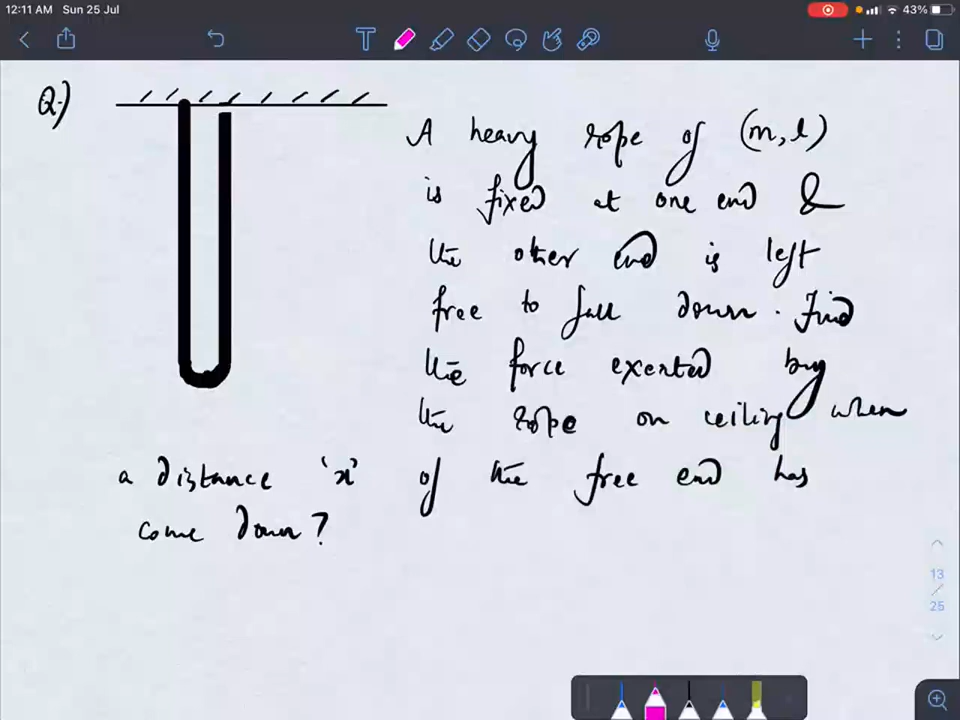 12:11 AM Sun 25 Jul
43%
T
Q.)
A heavy rope of (m, l)
is fixed at one end &
the other end is left
free to fall down. Find
the force exerted by
the rope on ceiling when
a distance 'x' of the free end has
come down?
13
/
25